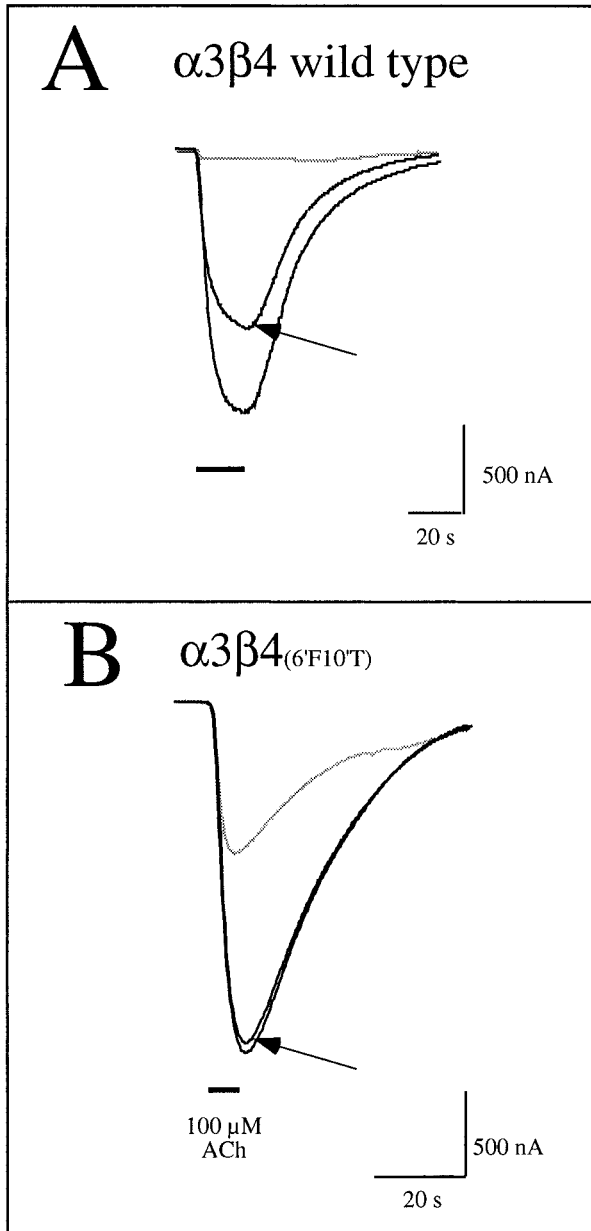 A
α3β4 wild type
500 nA
20 s
B
α3β4(6'F10'T)
100 µM
ACh
500 nA
20 s